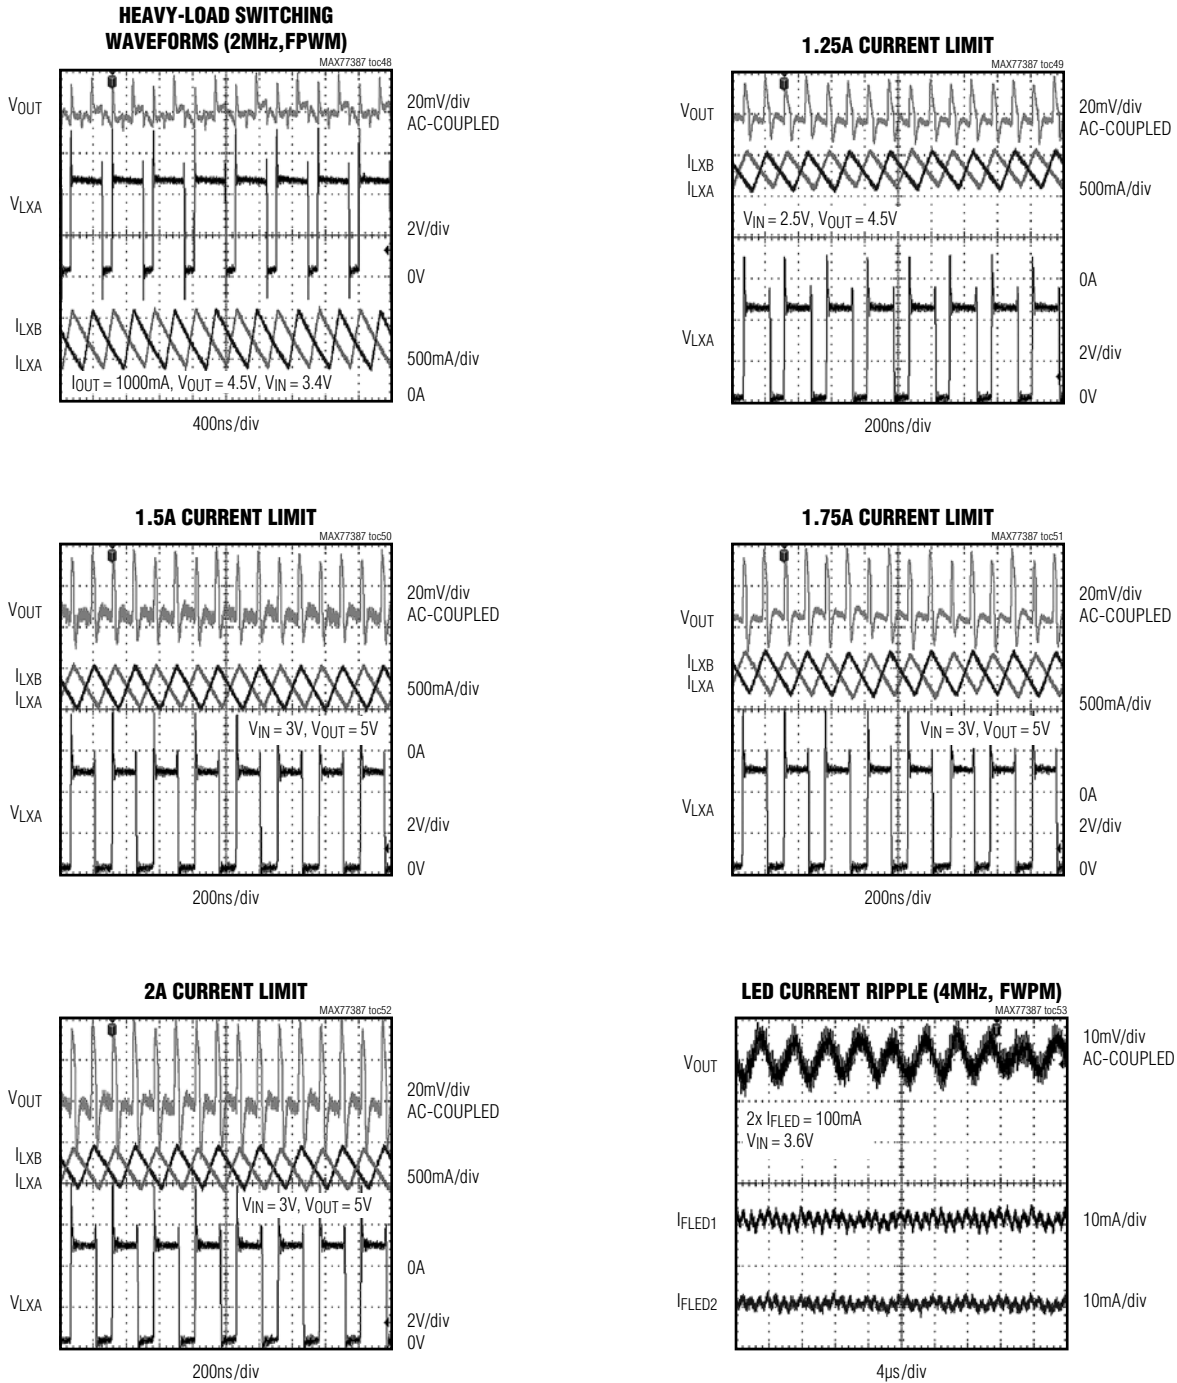 HEAVY-LOAD SWITCHING
WAVEFORMS (2MHz,FPWM)
MAX77387 toc48
VOUT
20mV/div
AC-COUPLED
VLXA
2V/div
0V
ILXB
ILXA
500mA/div
IOUT = 1000mA, VOUT = 4.5V, VIN = 3.4V
0A
400ns/div
1.25A CURRENT LIMIT
MAX77387 toc49
VOUT
20mV/div
AC-COUPLED
ILXB
ILXA
500mA/div
VIN = 2.5V, VOUT = 4.5V
0A
VLXA
2V/div
0V
200ns/div
1.5A CURRENT LIMIT
MAX77387 toc50
VOUT
20mV/div
AC-COUPLED
ILXB
ILXA
500mA/div
VIN = 3V, VOUT = 5V
0A
VLXA
2V/div
0V
200ns/div
1.75A CURRENT LIMIT
MAX77387 toc51
VOUT
20mV/div
AC-COUPLED
ILXB
ILXA
500mA/div
VIN = 3V, VOUT = 5V
0A
VLXA
2V/div
0V
200ns/div
2A CURRENT LIMIT
MAX77387 toc52
VOUT
20mV/div
AC-COUPLED
ILXB
ILXA
500mA/div
VIN = 3V, VOUT = 5V
0A
VLXA
2V/div
0V
200ns/div
LED CURRENT RIPPLE (4MHz, FWPM)
MAX77387 toc53
VOUT
10mV/div
AC-COUPLED
2x IFLED = 100mA
VIN = 3.6V
IFLED1
10mA/div
IFLED2
10mA/div
4µs/div